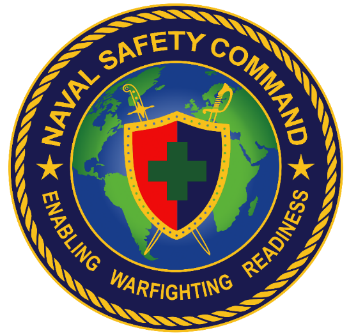 NAVAL SAFETY COMMAND
ENABLING WARFIGHTING READINESS